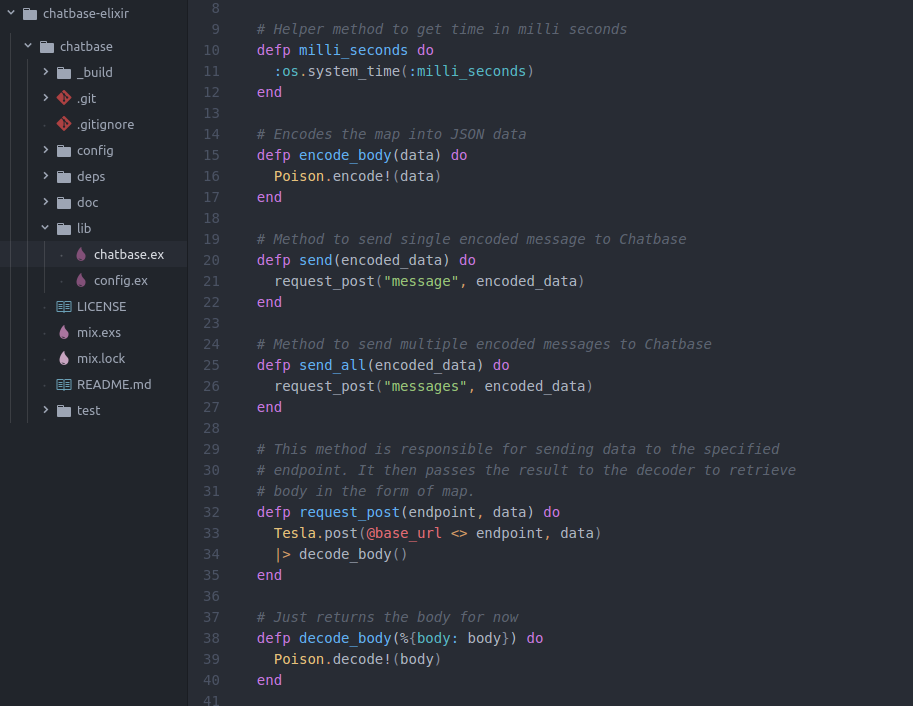 chatbase-elixir
chatbase
_build
.git
.gitignore
config
deps
doc
lib
chatbase.ex
config.ex
LICENSE
mix.exs
mix.lock
README.md
test
8
9 # Helper method to get time in milli seconds
10 defp milli_seconds do
11 :os.system_time(:milli_seconds)
12 end
13
14 # Encodes the map into JSON data
15 defp encode_body(data) do
16 Poison.encode!(data)
17 end
18
19 # Method to send single encoded message to Chatbase
20 defp send(encoded_data) do
21 request_post("message", encoded_data)
22 end
23
24 # Method to send multiple encoded messages to Chatbase
25 defp send_all(encoded_data) do
26 request_post("messages", encoded_data)
27 end
28
29 # This method is responsible for sending data to the specified
30 # endpoint. It then passes the result to the decoder to retrieve
31 # body in the form of map.
32 defp request_post(endpoint, data) do
33 Tesla.post(@base_url <> endpoint, data)
34 |> decode_body()
35 end
36
37 # Just returns the body for now
38 defp decode_body(%{body: body}) do
39 Poison.decode!(body)
40 end
41